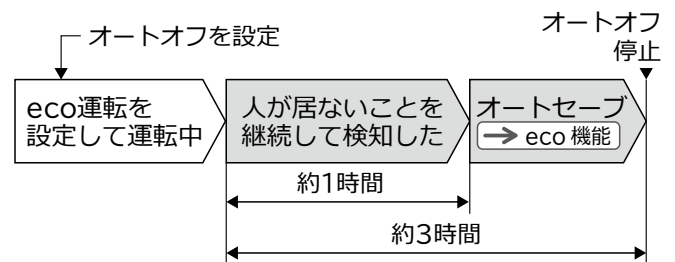 オートオフを設定
オートオフ
停止
eco運転を
設定して運転中
人が居ないことを
継続して検知した
オートセーブ
→ eco 機能
約1時間
約3時間